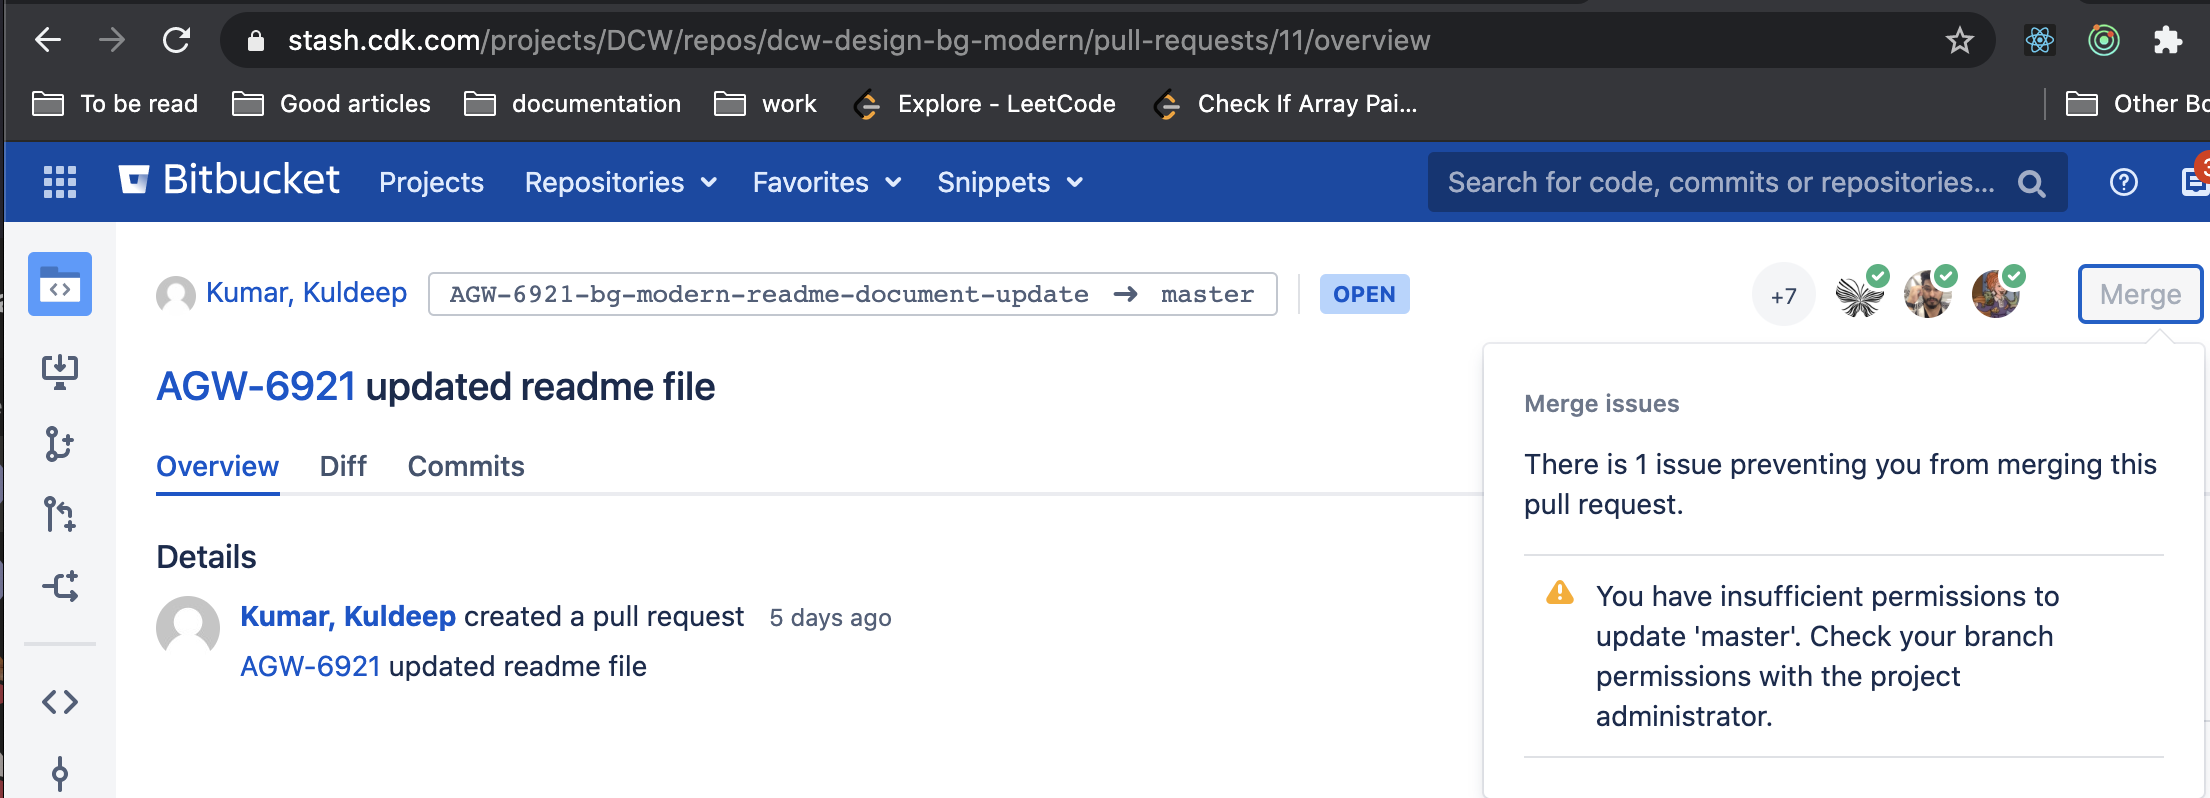 stash.cdk.com/projects/DCW/repos/dcw-design-bg-modern/pull-requests/11/overview
To be read Good articles documentation work Explore - LeetCode Check If Array Pai... Other Bo
Bitbucket Projects Repositories Favorites Snippets Search for code, commits or repositories... 3
Kumar, Kuldeep AGW-6921-bg-modern-readme-document-update → master OPEN +7 Merge
AGW-6921 updated readme file
Overview Diff Commits
Details
Kumar, Kuldeep created a pull request 5 days ago
AGW-6921 updated readme file
Merge issues
There is 1 issue preventing you from merging this
pull request.
You have insufficient permissions to
update 'master'. Check your branch
permissions with the project
administrator.